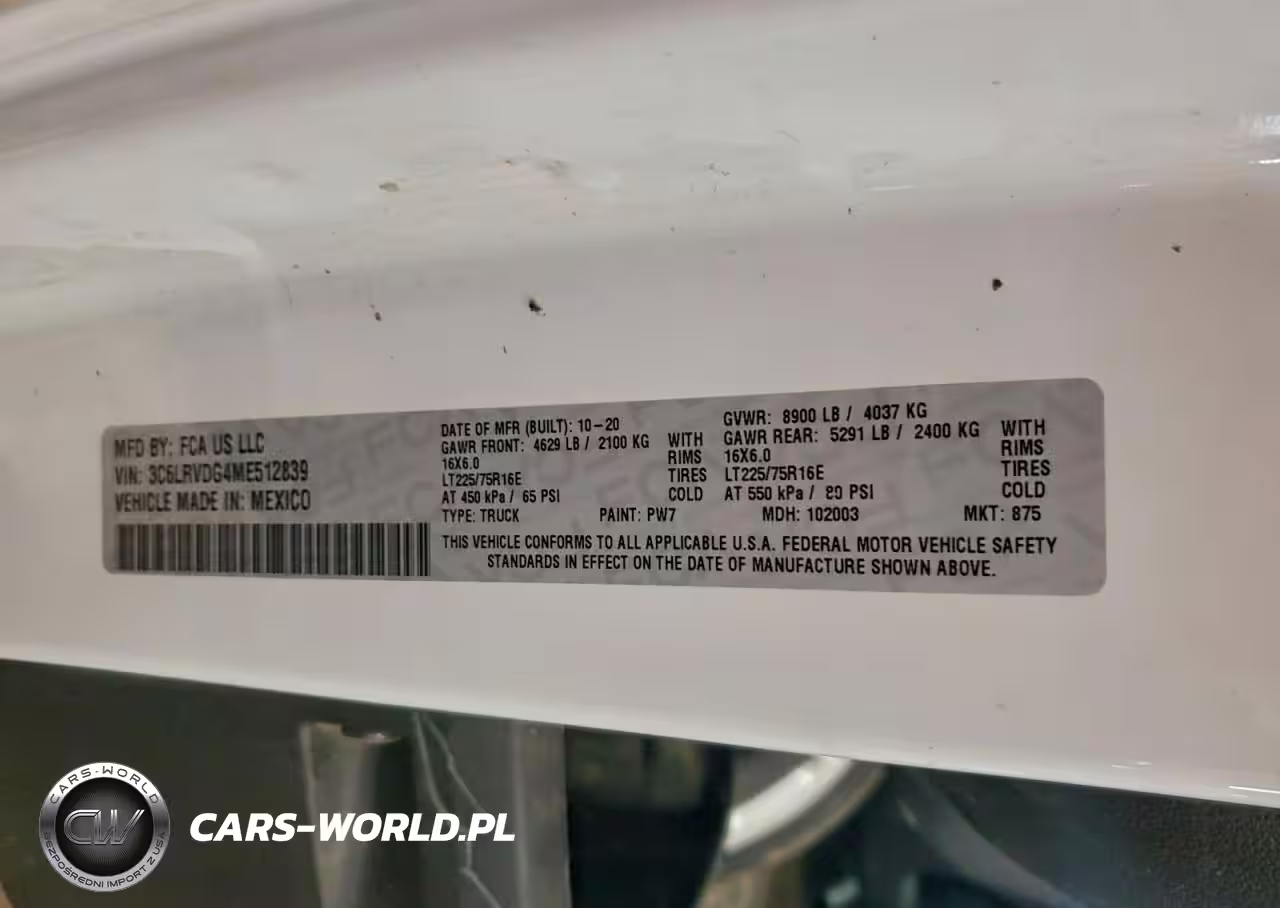 MFD BY: FCA US LLC
VIN: 3C6LRVDG4ME512839
VEHICLE MADE IN: MEXICO
DATE OF MFR (BUILT): 10-20
GAWR FRONT: 4629 LB / 2100 KG WITH
16X6.0 RIMS
LT225/75R16E TIRES
AT 450 kPa / 65 PSI COLD
GVWR: 8900 LB / 4037 KG
GAWR REAR: 5291 LB / 2400 KG WITH
16X6.0 RIMS
LT225/75R16E TIRES
AT 550 kPa / 80 PSI COLD
TYPE: TRUCK PAINT: PW7 MDH: 102003 MKT: 875
THIS VEHICLE CONFORMS TO ALL APPLICABLE U.S.A. FEDERAL MOTOR VEHICLE SAFETY
STANDARDS IN EFFECT ON THE DATE OF MANUFACTURE SHOWN ABOVE.
CARS-WORLD
CW
BEZPOŚREDNI IMPORT Z USA
CARS-WORLD.PL